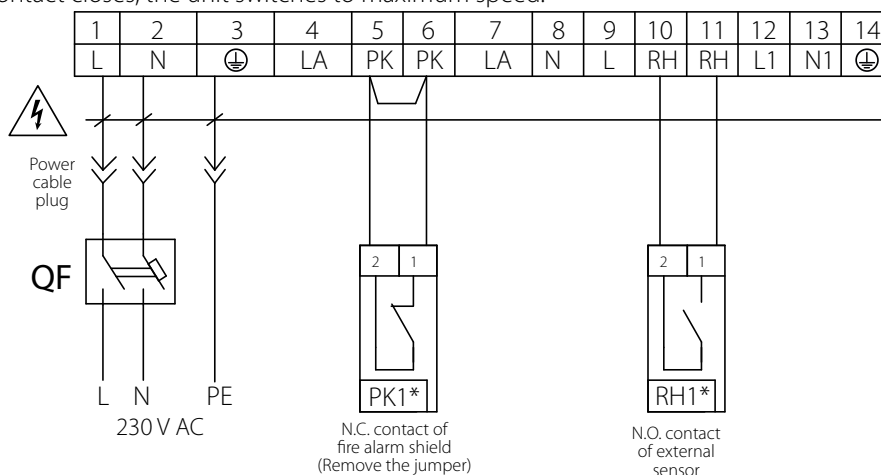 contact closes, the unit switches to maximum speed.
1 2 3 4 5 6 7 8 9 10 11 12 13 14
L N LA PK PK LA N L RH RH L1 N1
Power
cable
plug
2 1
2 1
QF
PK1*
RH1*
L N PE
230 V AC
N.C. contact of
fire alarm shield
(Remove the jumper)
N.O. contact
of external
sensor